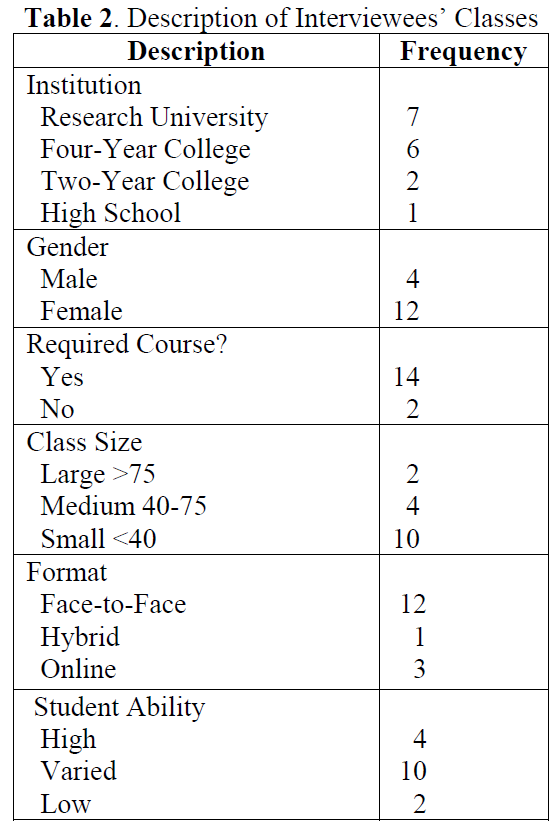 Table 2. Description of Interviewees’ Classes
Description Frequency
Institution
Research University 7
Four-Year College 6
Two-Year College 2
High School 1
Gender
Male 4
Female 12
Required Course?
Yes 14
No 2
Class Size
Large >75 2
Medium 40-75 4
Small <40 10
Format
Face-to-Face 12
Hybrid 1
Online 3
Student Ability
High 4
Varied 10
Low 2